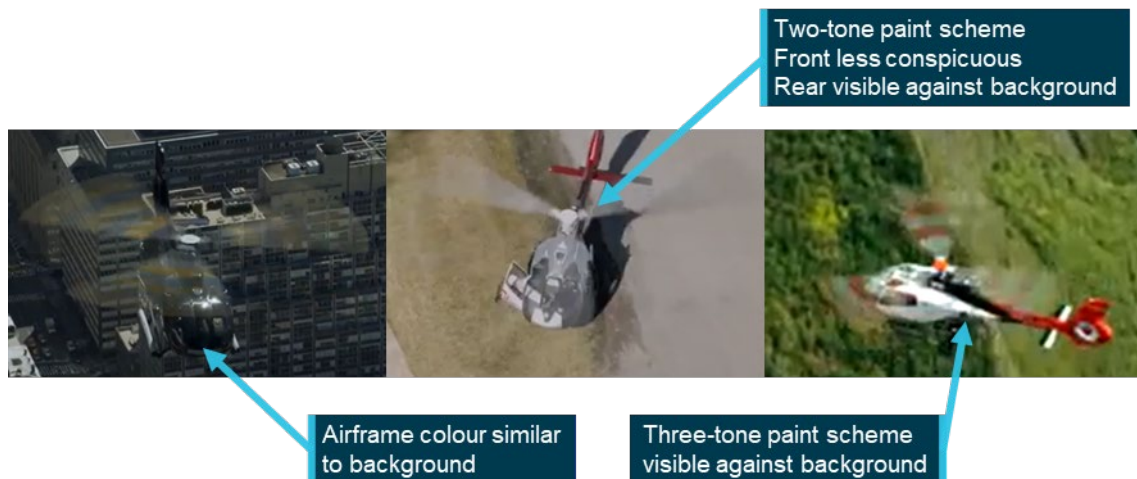 Two-tone paint scheme
Front less conspicuous
Rear visible against background
Airframe colour similar
to background
Three-tone paint scheme
visible against background